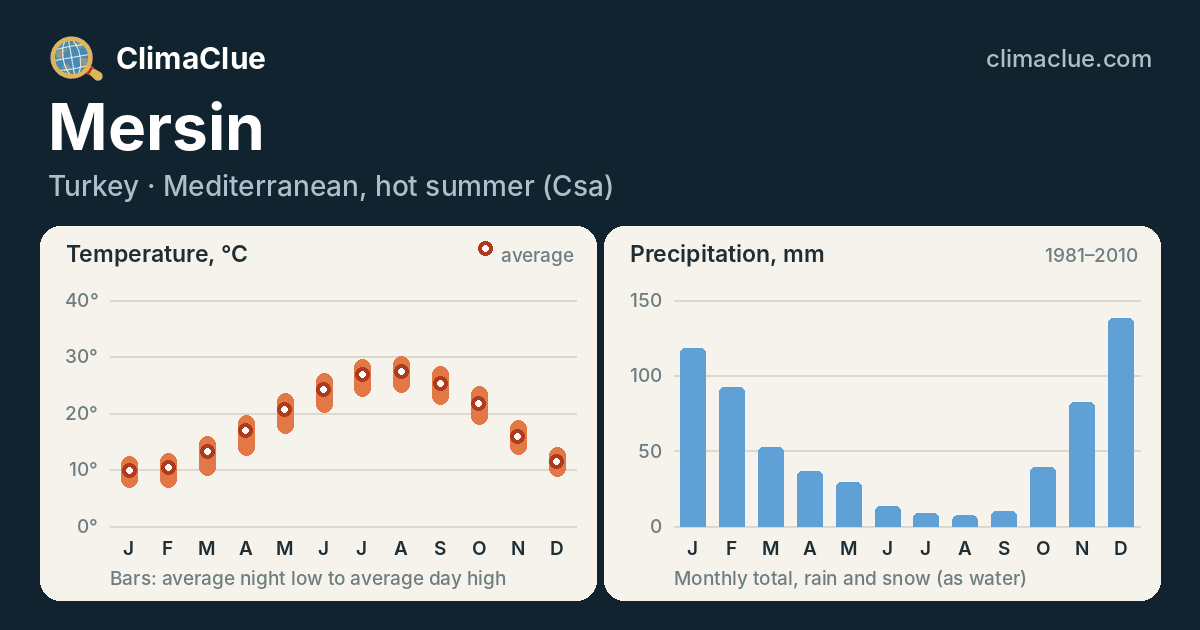 ClimaClue
climaclue.com
Mersin
Turkey · Mediterranean, hot summer (Csa)
Temperature, °C
average
40°
30°
20°
10°
0°
J F M A M J J A S O N D
Bars: average night low to average day high
Precipitation, mm
1981–2010
150
100
50
0
J F M A M J J A S O N D
Monthly total, rain and snow (as water)